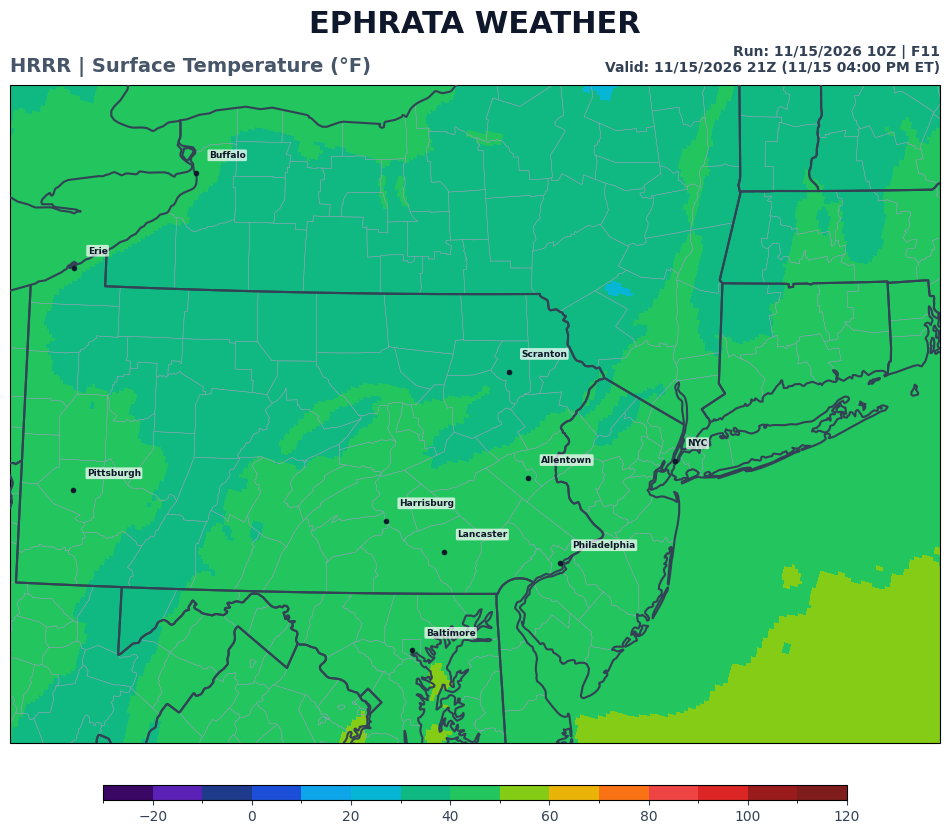 EPHRATA WEATHER
HRRR | Surface Temperature (°F)
Run: 11/15/2026 10Z | F11
Valid: 11/15/2026 21Z (11/15 04:00 PM ET)
Buffalo
Erie
Scranton
NYC
Allentown
Pittsburgh
Harrisburg
Lancaster
Philadelphia
Baltimore
−20 0 20 40 60 80 100 120